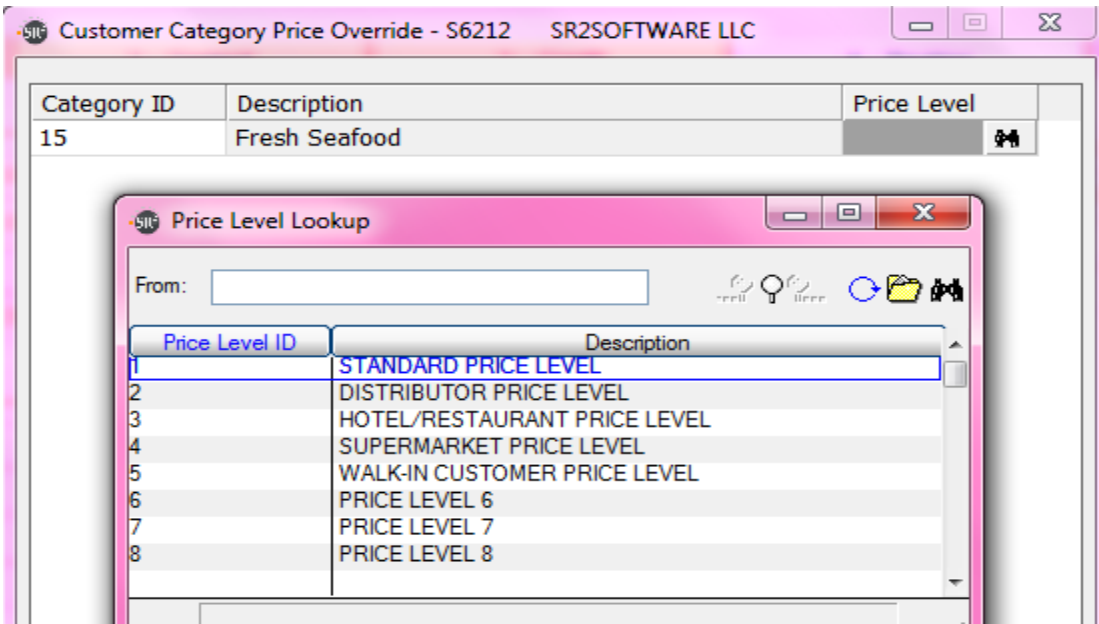 Customer Category Price Override - S6212 SR2SOFTWARE LLC
Category ID Description Price Level
15 Fresh Seafood
Price Level Lookup
From:
Price Level ID Description
1 STANDARD PRICE LEVEL
2 DISTRIBUTOR PRICE LEVEL
3 HOTEL/RESTAURANT PRICE LEVEL
4 SUPERMARKET PRICE LEVEL
5 WALK-IN CUSTOMER PRICE LEVEL
6 PRICE LEVEL 6
7 PRICE LEVEL 7
8 PRICE LEVEL 8